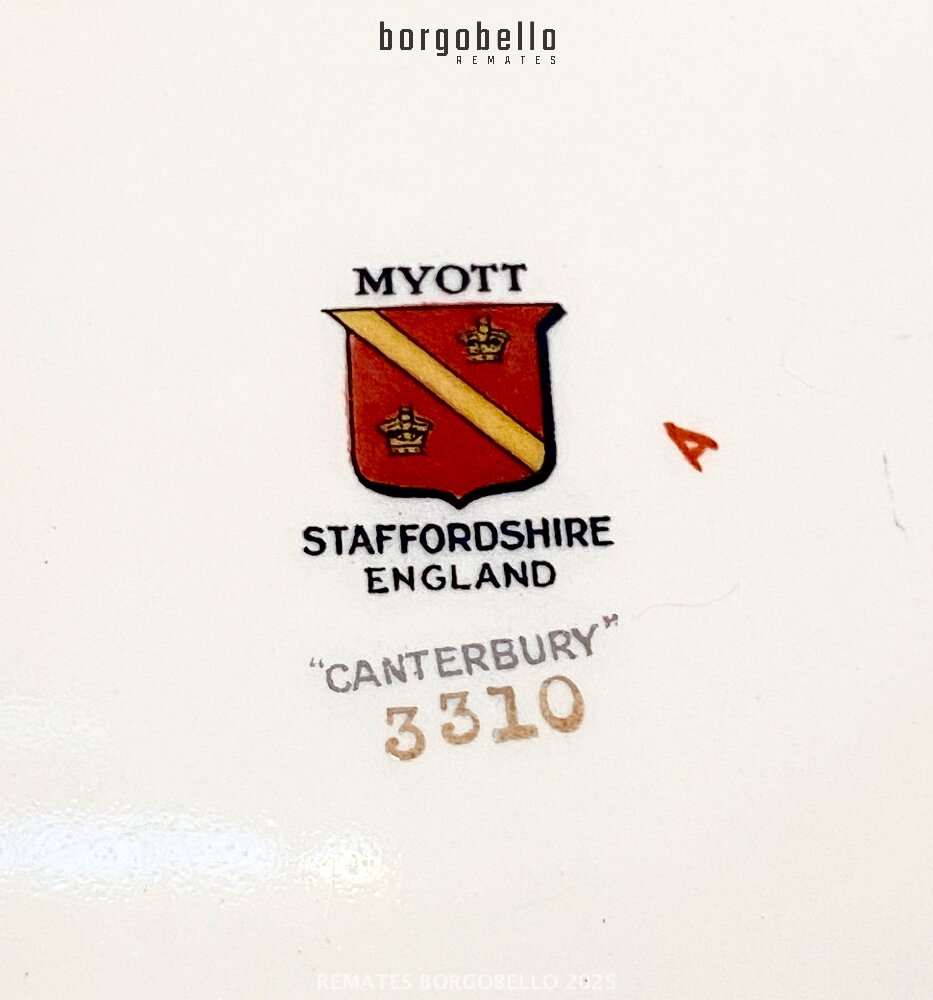 borgobello
REMATES
MYOTT
A
STAFFORDSHIRE
ENGLAND
"CANTERBURY"
3310
REMATES BORGOBELLO 2025